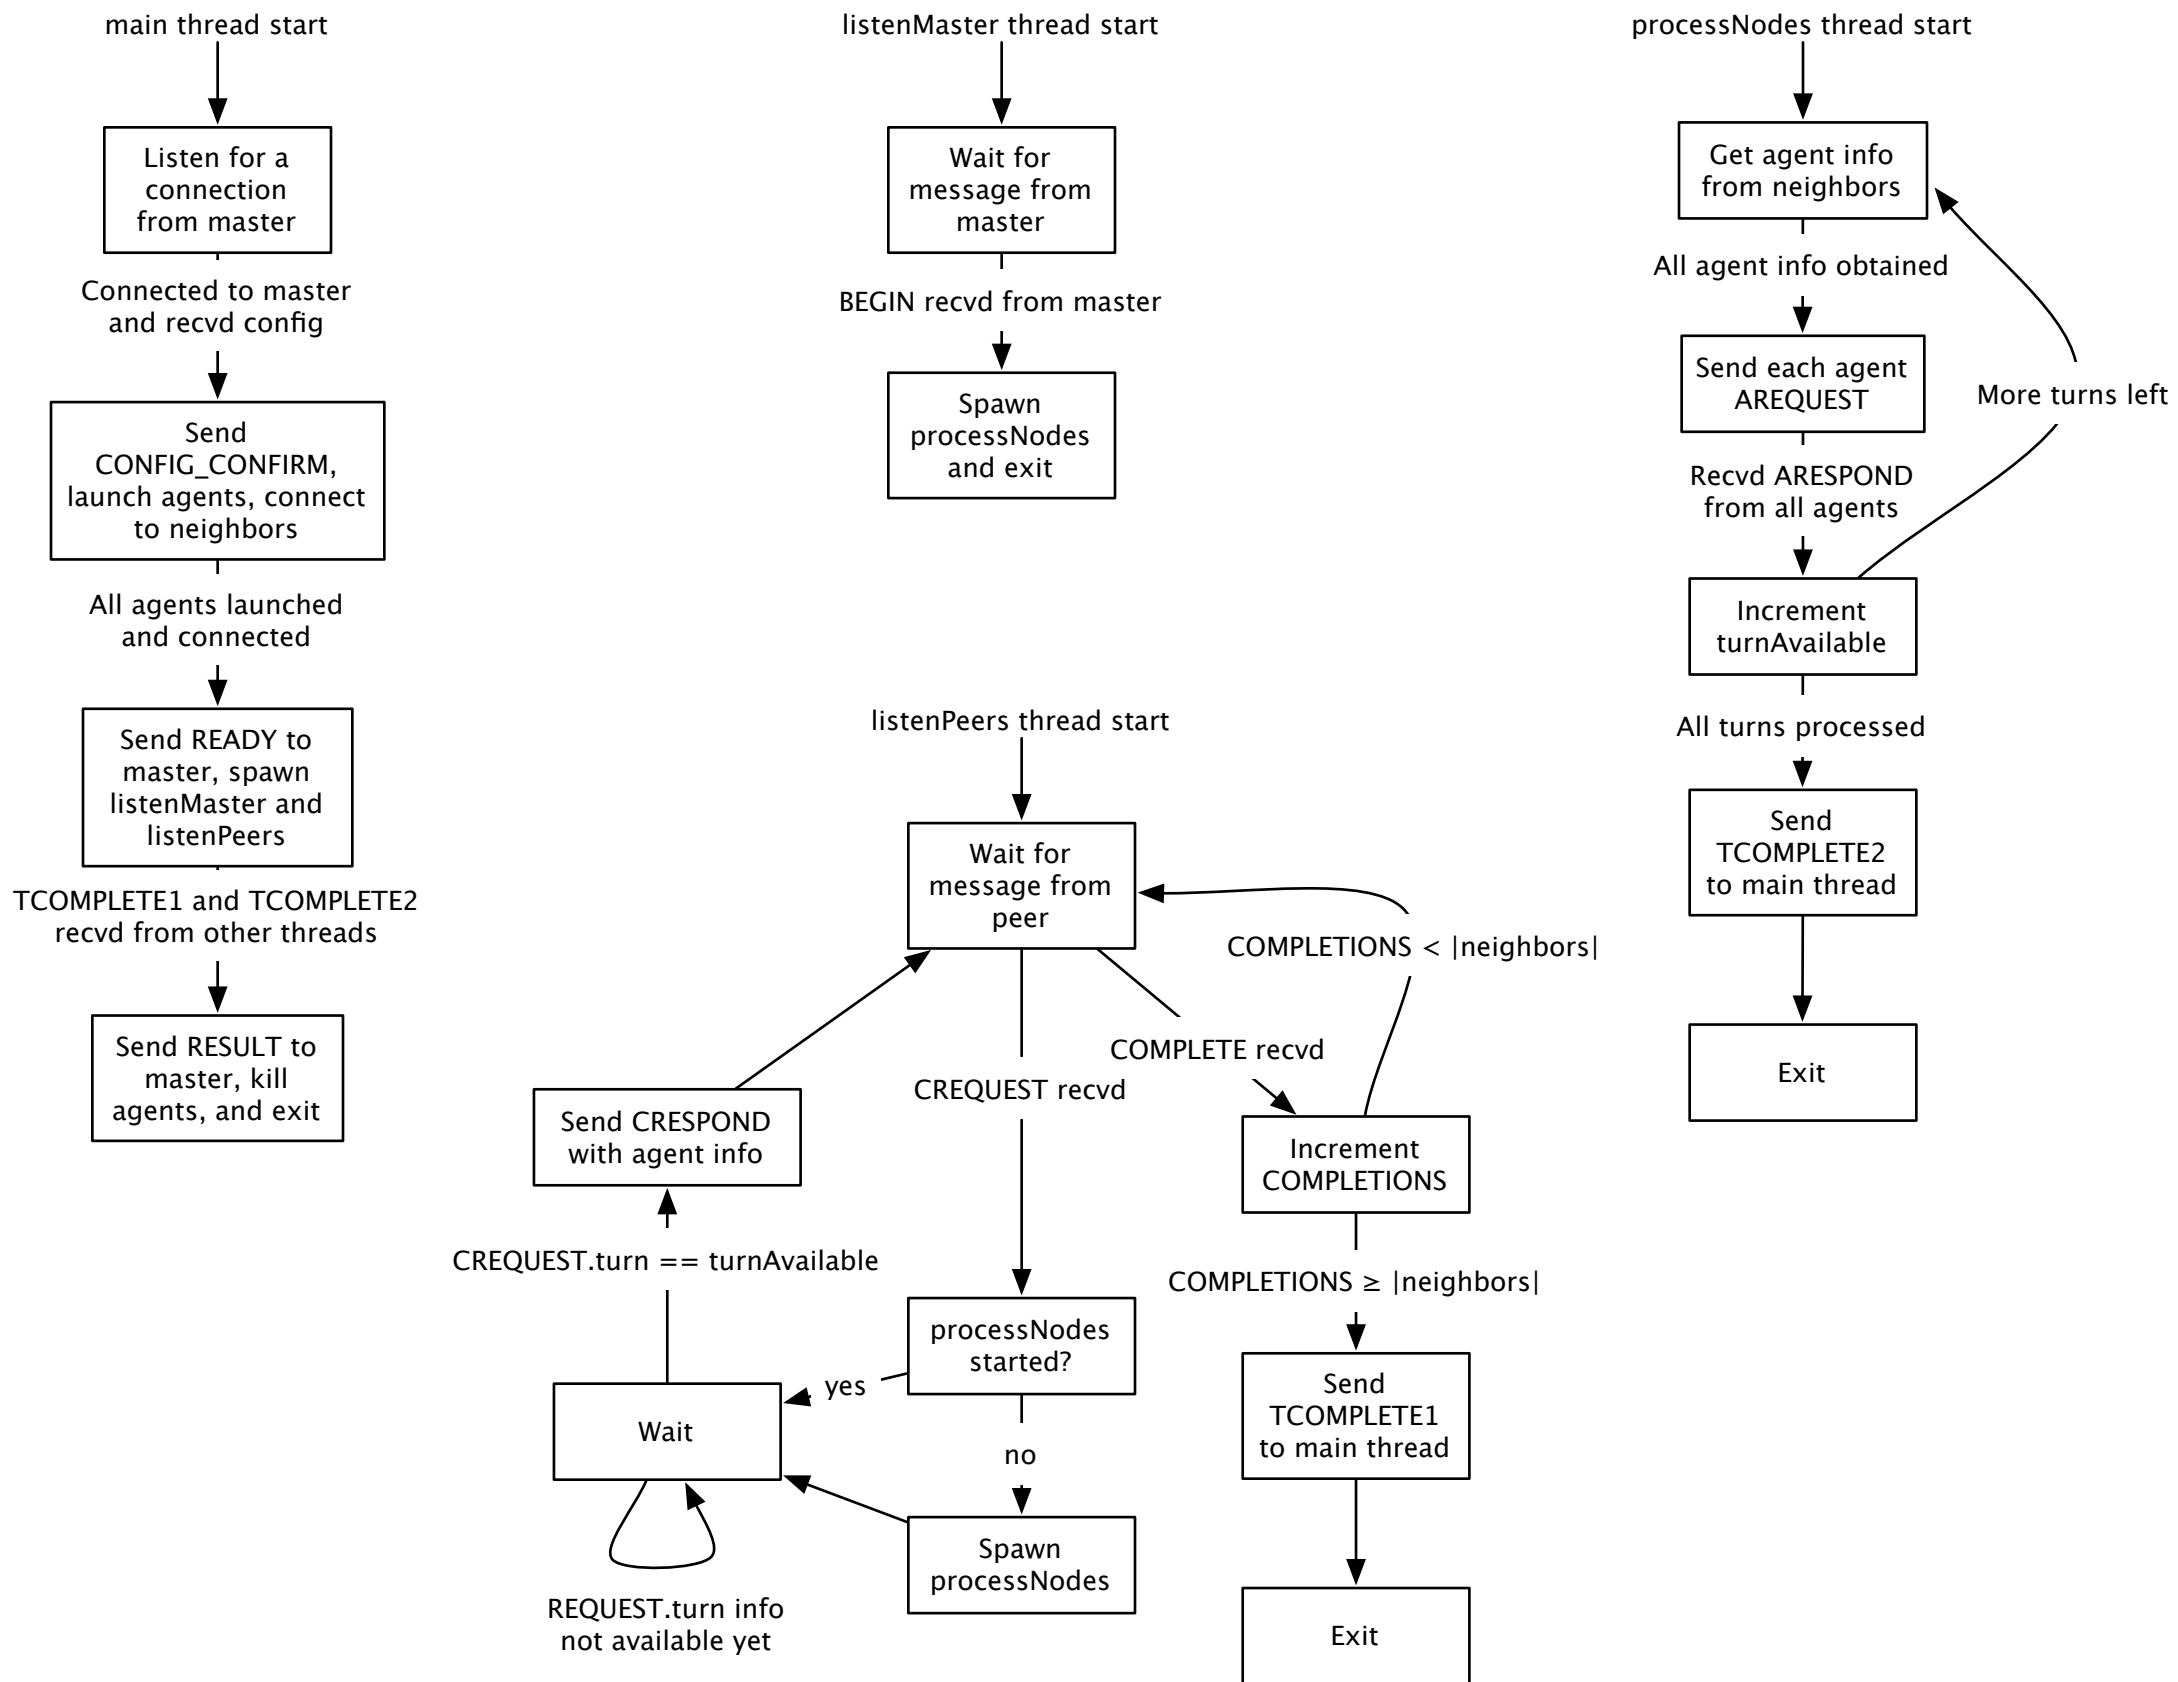 main thread start
Listen for a
connection
from master
Connected to master
and recvd config
Send
CONFIG_CONFIRM,
launch agents, connect
to neighbors
All agents launched
and connected
Send READY to
master, spawn
listenMaster and
listenPeers
TCOMPLETE1 and TCOMPLETE2
recvd from other threads
Send RESULT to
master, kill
agents, and exit
listenMaster thread start
Wait for
message from
master
BEGIN recvd from master
Spawn
processNodes
and exit
listenPeers thread start
Wait for
message from
peer
COMPLETIONS < |neighbors|
COMPLETE recvd
CREQUEST recvd
Send CRESPOND
with agent info
Increment
COMPLETIONS
CREQUEST.turn == turnAvailable
COMPLETIONS ≥ |neighbors|
processNodes
started?
yes
Wait
no
Send
TCOMPLETE1
to main thread
Spawn
processNodes
REQUEST.turn info
not available yet
Exit
processNodes thread start
Get agent info
from neighbors
All agent info obtained
Send each agent
AREQUEST
More turns left
Recvd ARESPOND
from all agents
Increment
turnAvailable
All turns processed
Send
TCOMPLETE2
to main thread
Exit